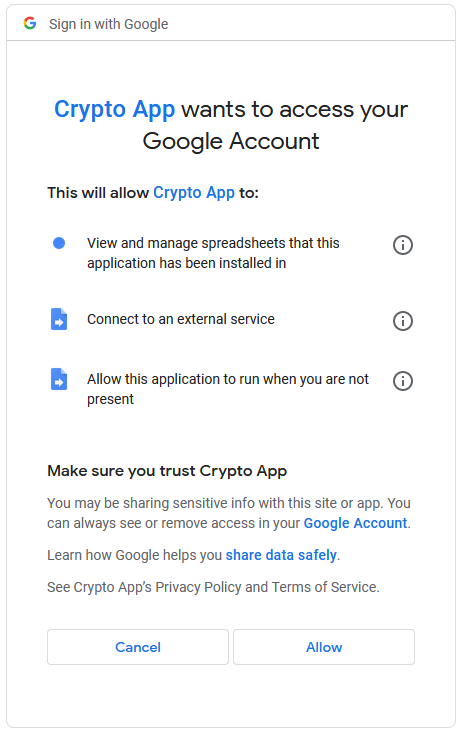 Sign in with Google
Crypto App wants to access your
Google Account
This will allow Crypto App to:
View and manage spreadsheets that this
application has been installed in
Connect to an external service
Allow this application to run when you are not
present
Make sure you trust Crypto App
You may be sharing sensitive info with this site or app. You
can always see or remove access in your Google Account.
Learn how Google helps you share data safely.
See Crypto App’s Privacy Policy and Terms of Service.
Cancel
Allow